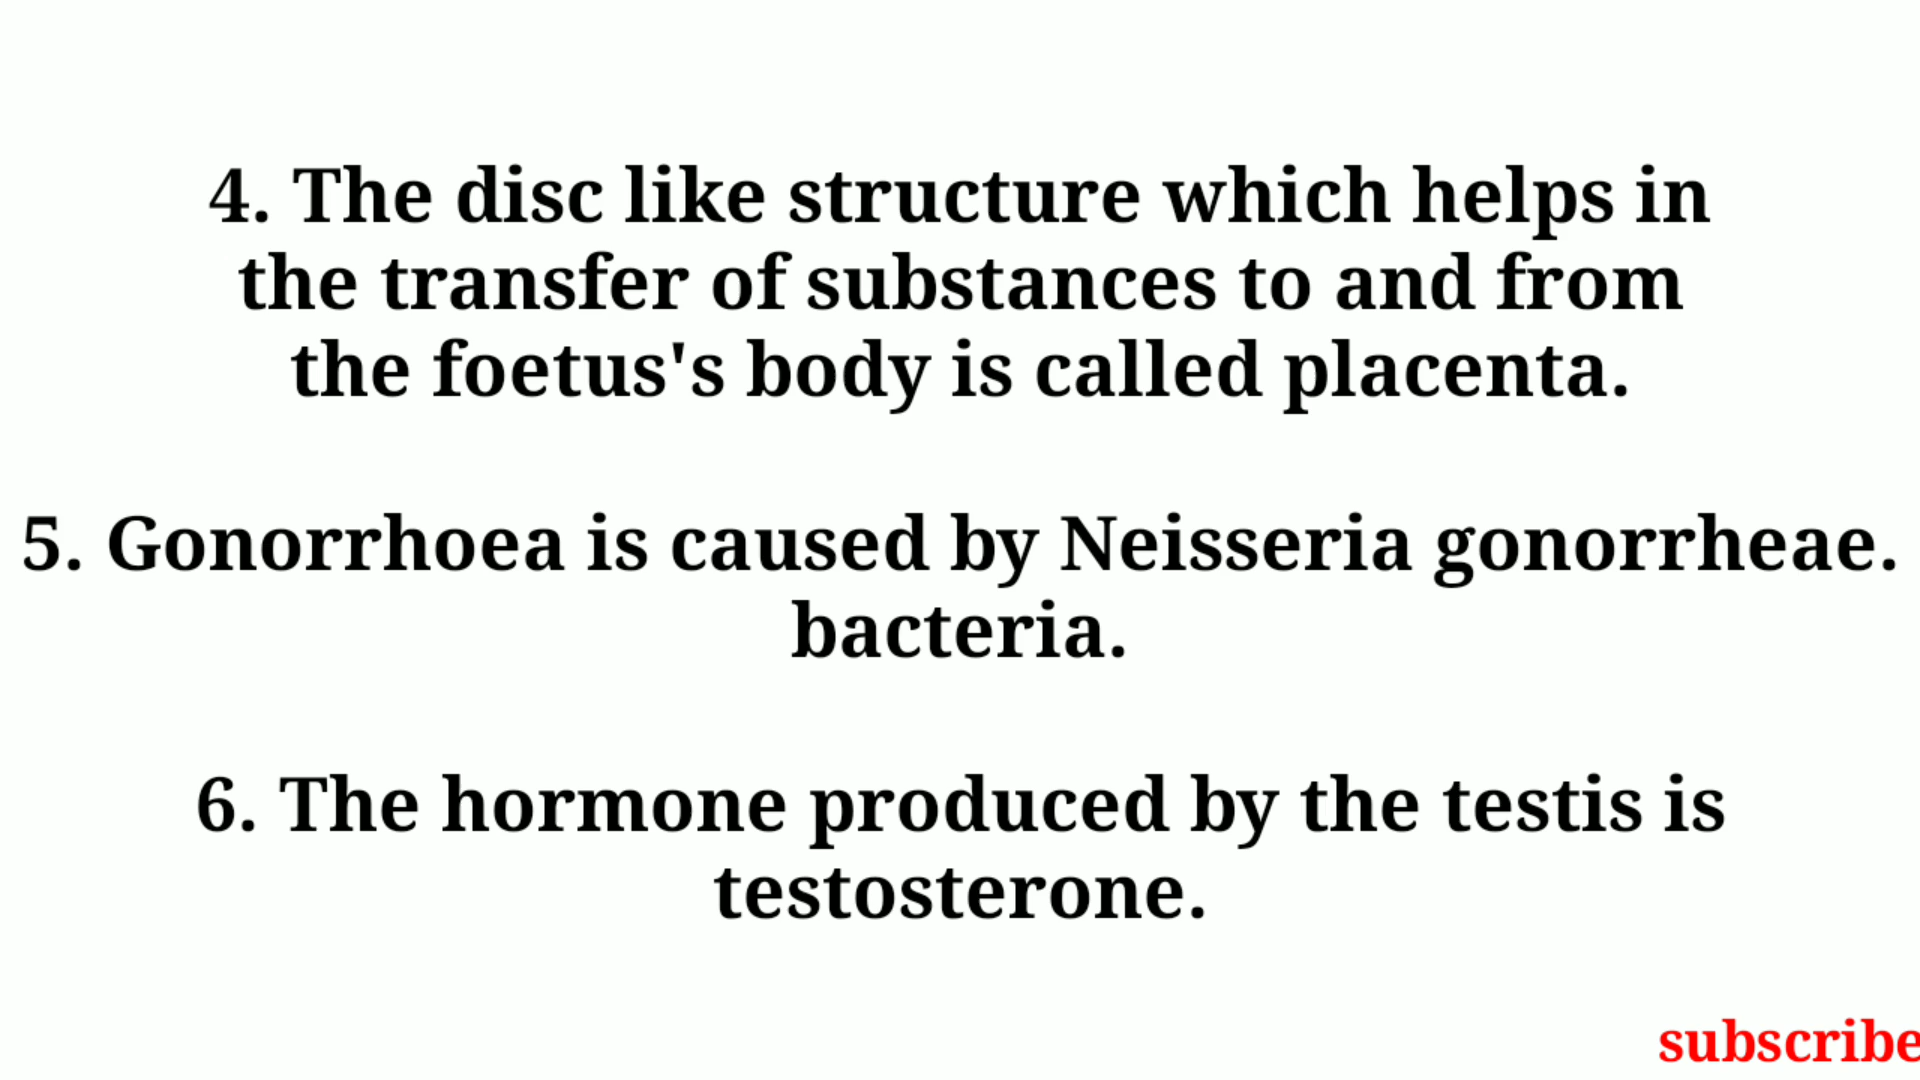 4. The disc like structure which helps in
the transfer of substances to and from
the foetus's body is called placenta.
5. Gonorrhoea is caused by Neisseria gonorrheae.
bacteria.
6. The hormone produced by the testis is
testosterone.
subscribe